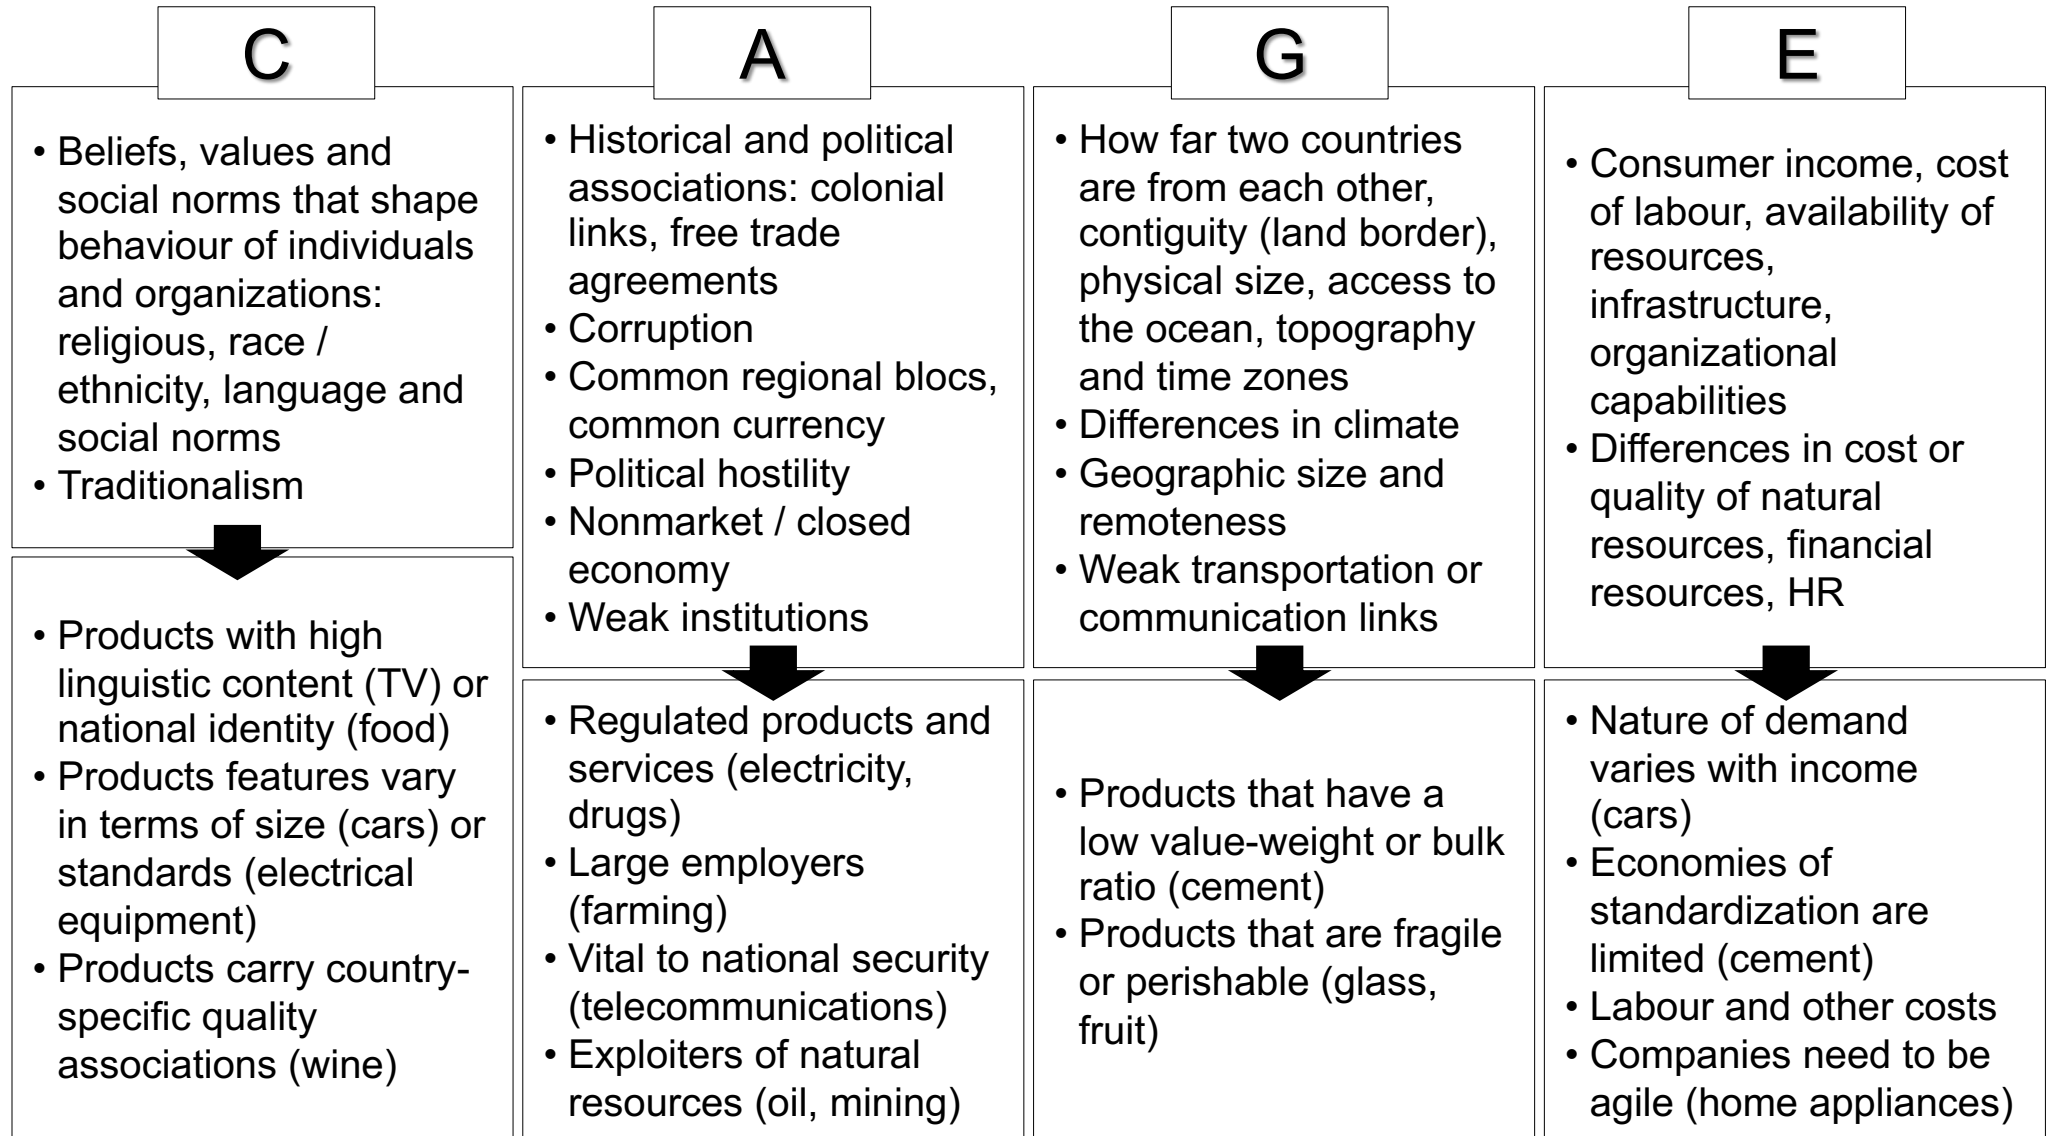 C
• Beliefs, values and
social norms that shape
behaviour of individuals
and organizations:
religious, race /
ethnicity, language and
social norms
• Traditionalism
• Products with high
linguistic content (TV) or
national identity (food)
• Products features vary
in terms of size (cars) or
standards (electrical
equipment)
• Products carry country-
specific quality
associations (wine)
A
• Historical and political
associations: colonial
links, free trade
agreements
• Corruption
• Common regional blocs,
common currency
• Political hostility
• Nonmarket / closed
economy
• Weak institutions
• Regulated products and
services (electricity,
drugs)
• Large employers
(farming)
• Vital to national security
(telecommunications)
• Exploiters of natural
resources (oil, mining)
G
• How far two countries
are from each other,
contiguity (land border),
physical size, access to
the ocean, topography
and time zones
• Differences in climate
• Geographic size and
remoteness
• Weak transportation or
communication links
• Products that have a
low value-weight or bulk
ratio (cement)
• Products that are fragile
or perishable (glass,
fruit)
E
• Consumer income, cost
of labour, availability of
resources,
infrastructure,
organizational
capabilities
• Differences in cost or
quality of natural
resources, financial
resources, HR
• Nature of demand
varies with income
(cars)
• Economies of
standardization are
limited (cement)
• Labour and other costs
• Companies need to be
agile (home appliances)